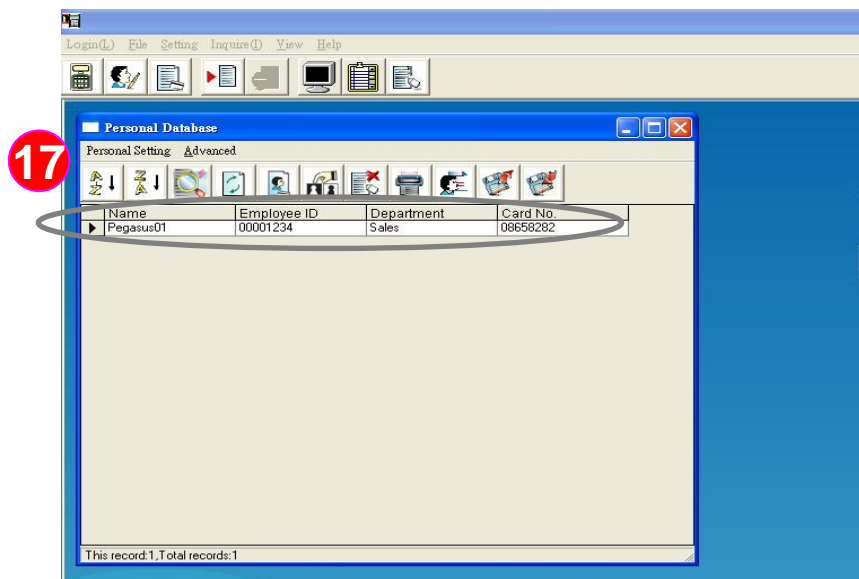 Login(L) File Setting Inquire(I) View Help
Personal Database
17
Personal Setting Advanced
Name Employee ID Department Card No.
Pegasus01 00001234 Sales 08658282
This record:1,Total records:1